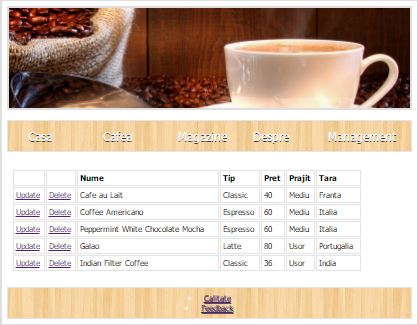 Casa Cafea Magazine Despre Management
Nume Tip Pret Prajit Tara
Update Delete Cafe au Lait Classic 40 Mediu Franta
Update Delete Coffee Americano Espresso 60 Mediu Italia
Update Delete Peppermint White Chocolate Mocha Espresso 60 Mediu Italia
Update Delete Galao Latte 80 Usor Portugalia
Update Delete Indian Filter Coffee Classic 36 Usor India
Calitate
Feedback